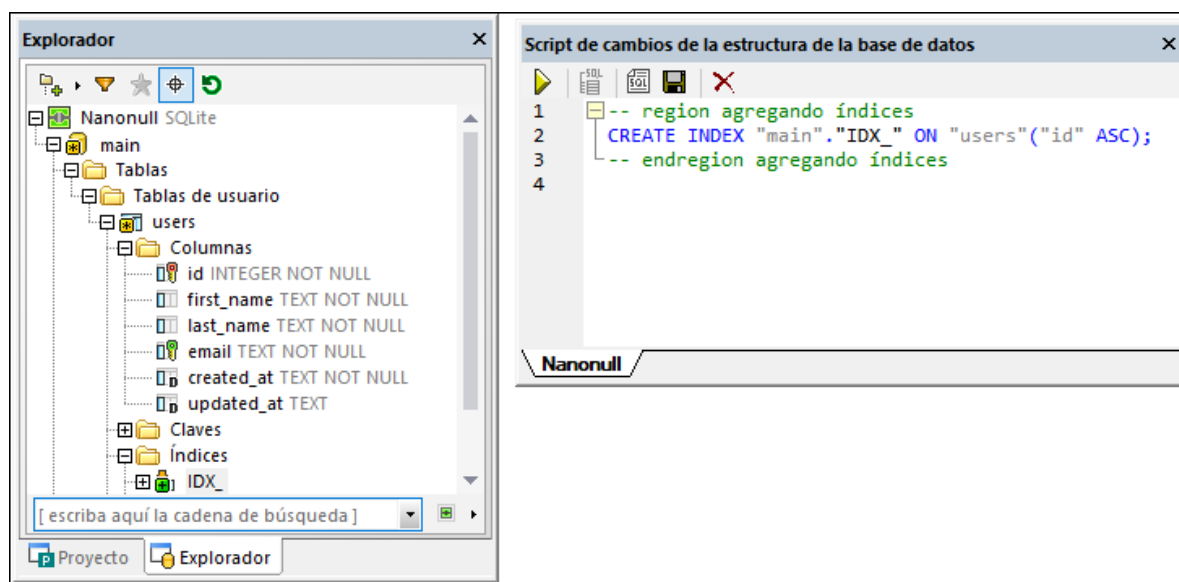 Explorador
Nanonull SQLite
main
Tablas
Tablas de usuario
users
Columnas
id INTEGER NOT NULL
first_name TEXT NOT NULL
last_name TEXT NOT NULL
email TEXT NOT NULL
created_at TEXT NOT NULL
updated_at TEXT
Claves
Índices
IDX_
[ escriba aquí la cadena de búsqueda ]
Proyecto
Explorador
Script de cambios de la estructura de la base de datos
1 -- region agregando índices
2 CREATE INDEX "main"."IDX_" ON "users"("id" ASC);
3 -- endregion agregando índices
4
Nanonull